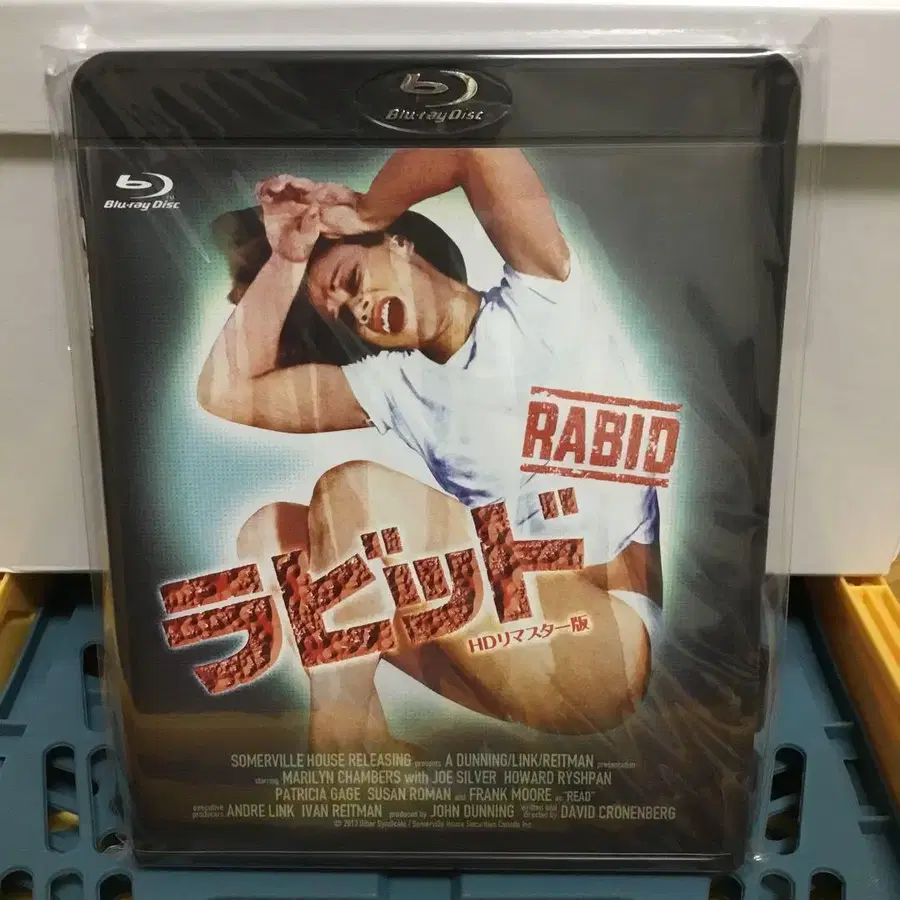 Blu-ray Disc
Blu-ray Disc
RABID
ラビッド
HDリマスター版
SOMERVILLE HOUSE RELEASING presents A DUNNING/LINK/REITMAN presentation
starring MARILYN CHAMBERS with JOE SILVER HOWARD RYSHPAN
PATRICIA GAGE SUSAN ROMAN and FRANK MOORE as "READ"
executive producers ANDRE LINK IVAN REITMAN produced by JOHN DUNNING written and directed by DAVID CRONENBERG